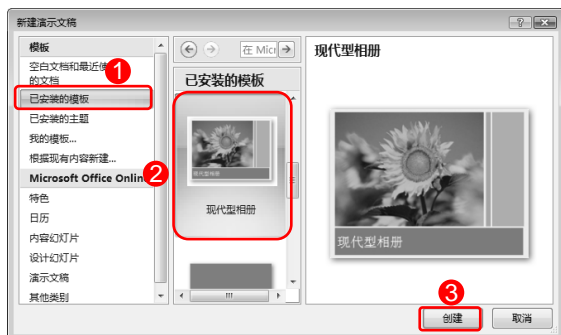 新建演示文稿
模板
空白文档和最近使
的文档
已安装的模板
已安装的主题
我的模板...
根据现有内容新建...
Microsoft Office Onlin
特色
日历
内容幻灯片
设计幻灯片
演示文稿
其他类别
1
2
在 Micr
已安装的模板
现代型相册
现代型相册
现代型相册
现代型相册
3
创建
取消